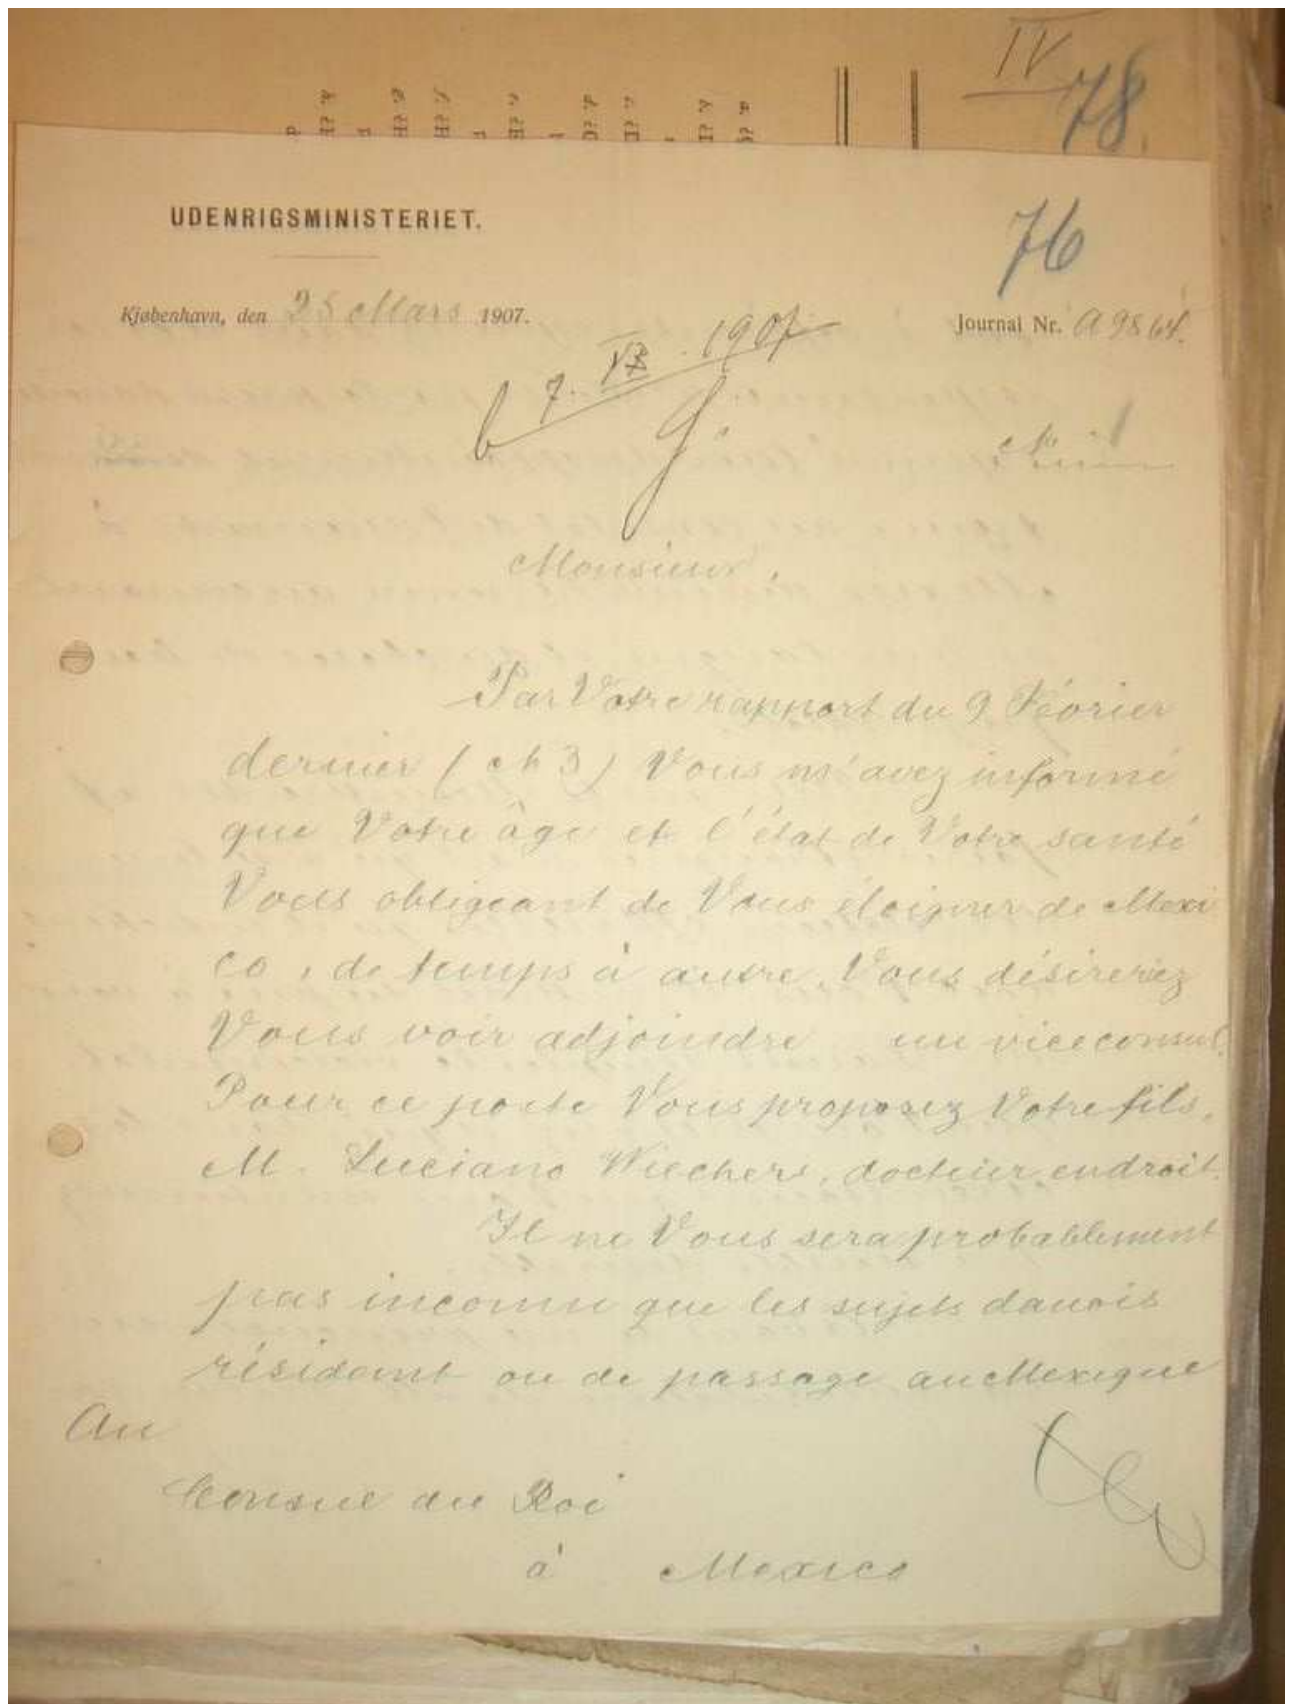 IV
78
UDENRIGSMINISTERIET.
76
Kjøbenhavn, den 25 Mars 1907.
Journal Nr. A 9864.
7. 1907
Monsieur,
Par Votre rapport du 9 Février
dernier (№ 3) Vous m'avez informé
que Votre âge et l'état de Votre santé
Vous obligeant de Vous éloigner de Mexi
co, de temps à autre, Vous désireriez
Vous voir adjoindre un viceconsul.
Pour ce poste Vous proposez Votre fils,
M. Luciano Wiechers, docteur en droit.
Il ne Vous sera probablement
pas inconnu que les sujets danois
résidant ou de passage au Mexique
Au
Consul du Roi
à Mexico